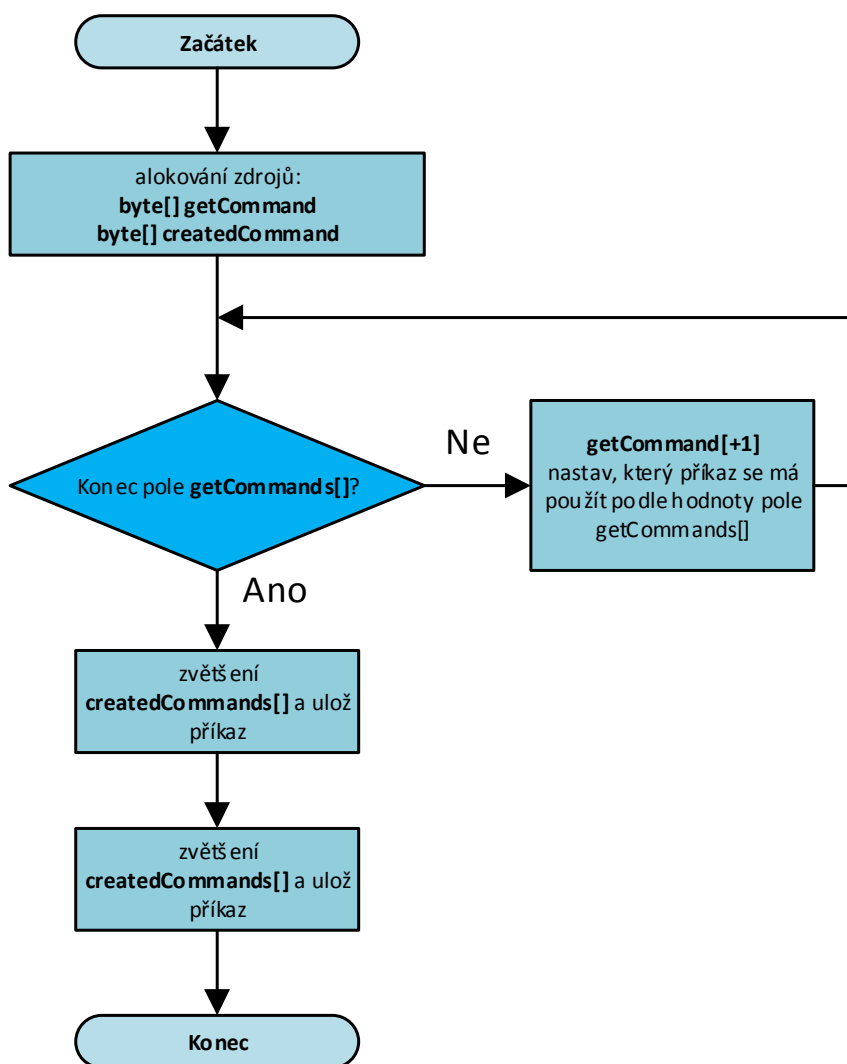 Začátek
alokování zdrojů:
byte[] getCommand
byte[] createdCommand
Konec pole getCommands[]?
Ne
getCommand[+1]
nastav, který příkaz se má
použít podle hodnoty pole
getCommands[]
Ano
zvětšení
createdCommands[] a ulož
příkaz
zvětšení
createdCommands[] a ulož
příkaz
Konec